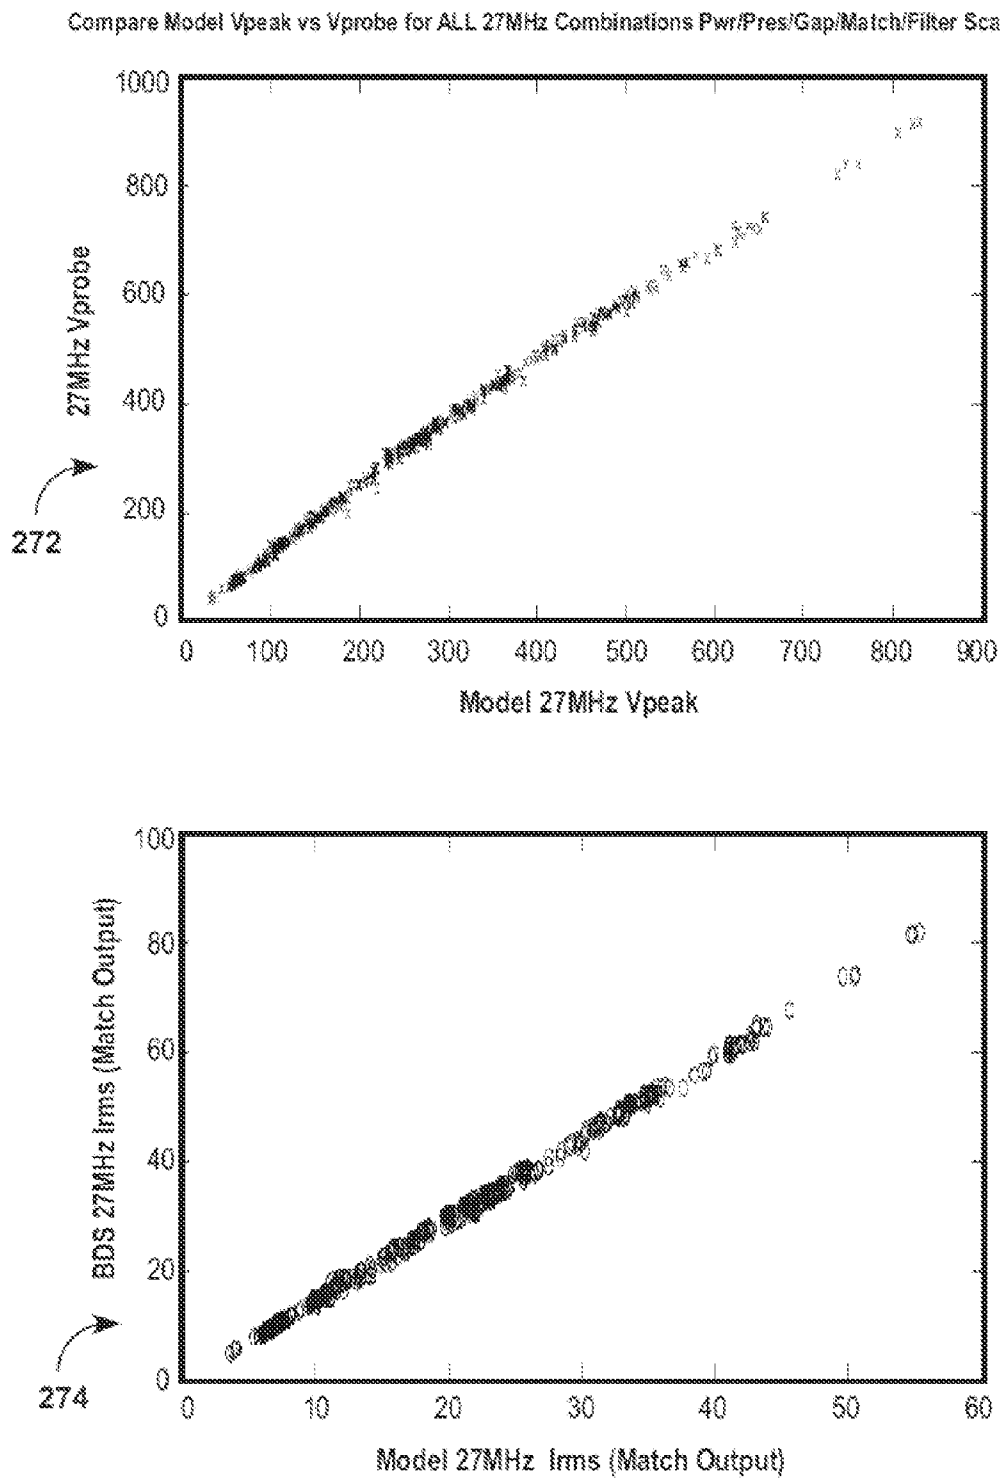 Compare Model Vpeak vs Vprobe for ALL 27MHz Combinations Pwr/Pres/Gap/Match/Filter Sca
1000
800
600
400
200
0
27MHz Vprobe
272
0 100 200 300 400 500 600 700 800 900
Model 27MHz Vpeak
100
80
60
40
20
0
BDS 27MHz Irms (Match Output)
274
0 10 20 30 40 50 60
Model 27MHz Irms (Match Output)